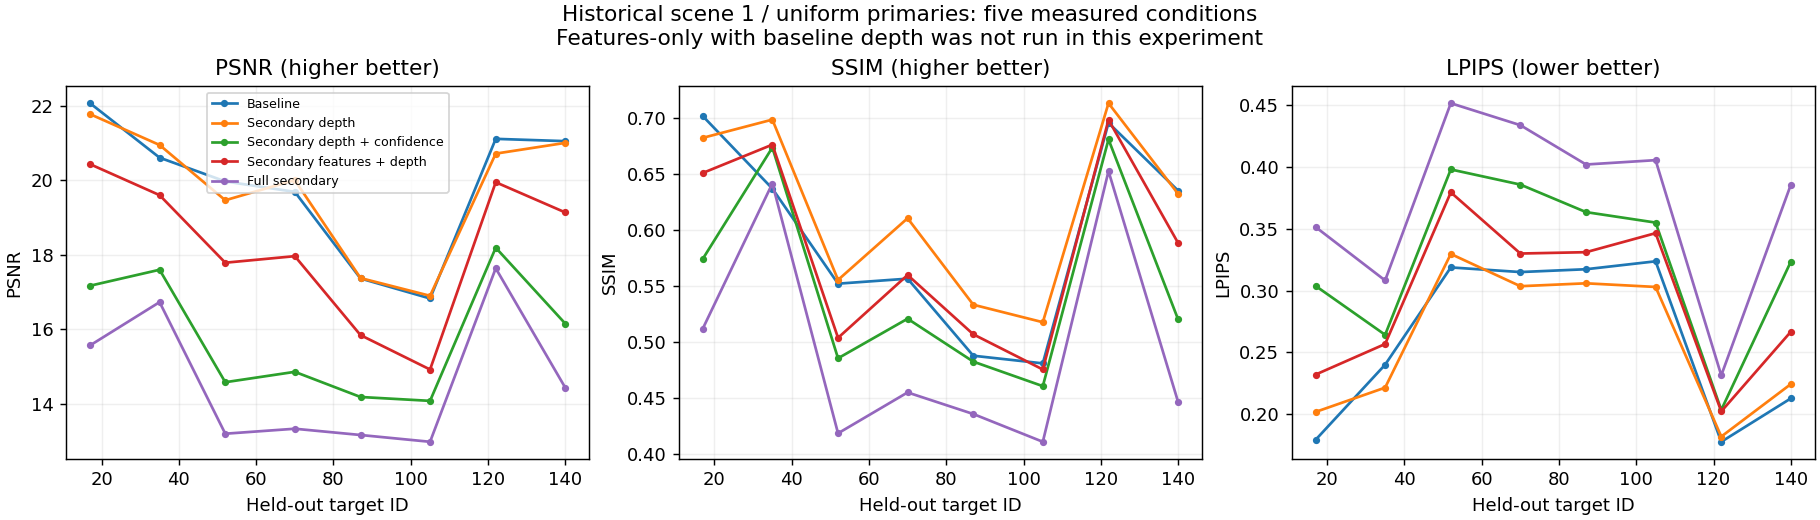 Historical scene 1 / uniform primaries: five measured conditions
Features-only with baseline depth was not run in this experiment
PSNR (higher better)
22
20
18
16
14
PSNR
20
40
60
80
100
120
140
Held-out target ID
Baseline
Secondary depth
Secondary depth + confidence
Secondary features + depth
Full secondary
SSIM (higher better)
0.70
0.65
0.60
0.55
0.50
0.45
0.40
SSIM
20
40
60
80
100
120
140
Held-out target ID
LPIPS (lower better)
0.45
0.40
0.35
0.30
0.25
0.20
LPIPS
20
40
60
80
100
120
140
Held-out target ID